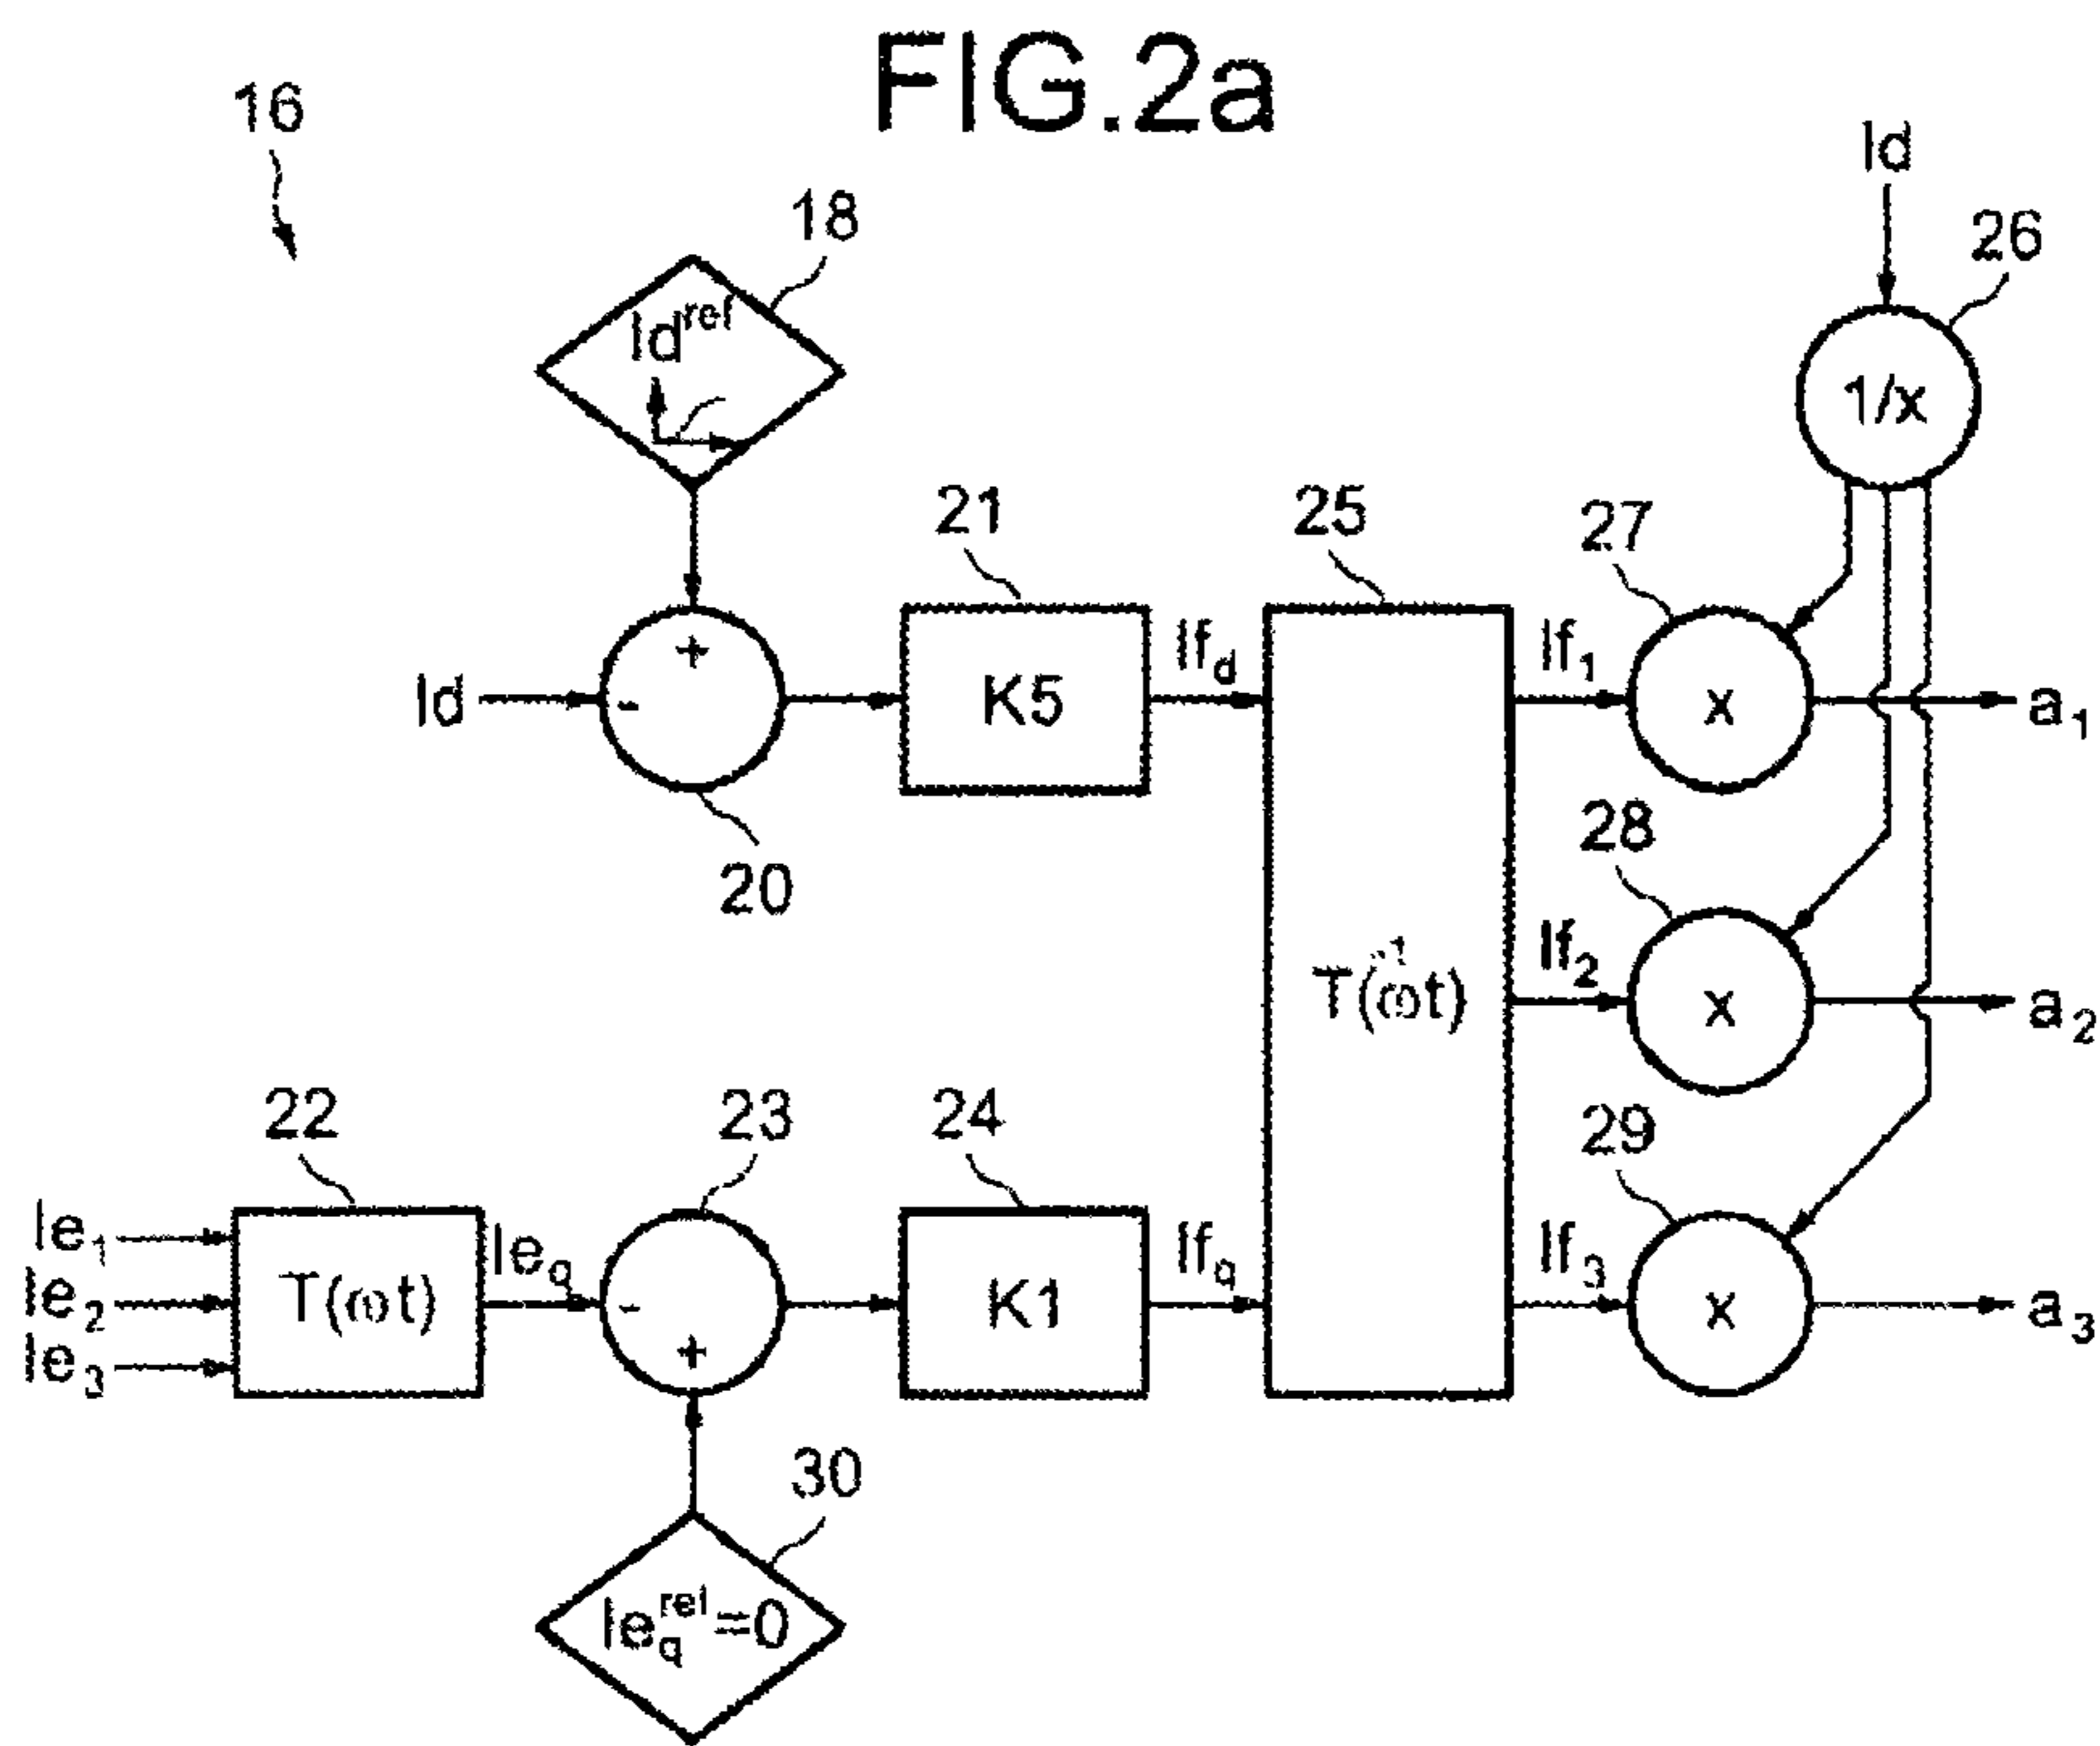 FIG.2a
16
Id
18
26
Id^ref
1/x
21
25
27
+
If_d
If_1
Id
-
K5
x
a_1
20
28
T(ωt)^-1
If_2
x
a_2
22
23
24
29
Ie_1
Ie_2
Ie_3
T(ωt)
Ie_q
-
+
K1
If_q
If_3
x
a_3
30
Ie_q^ref=0